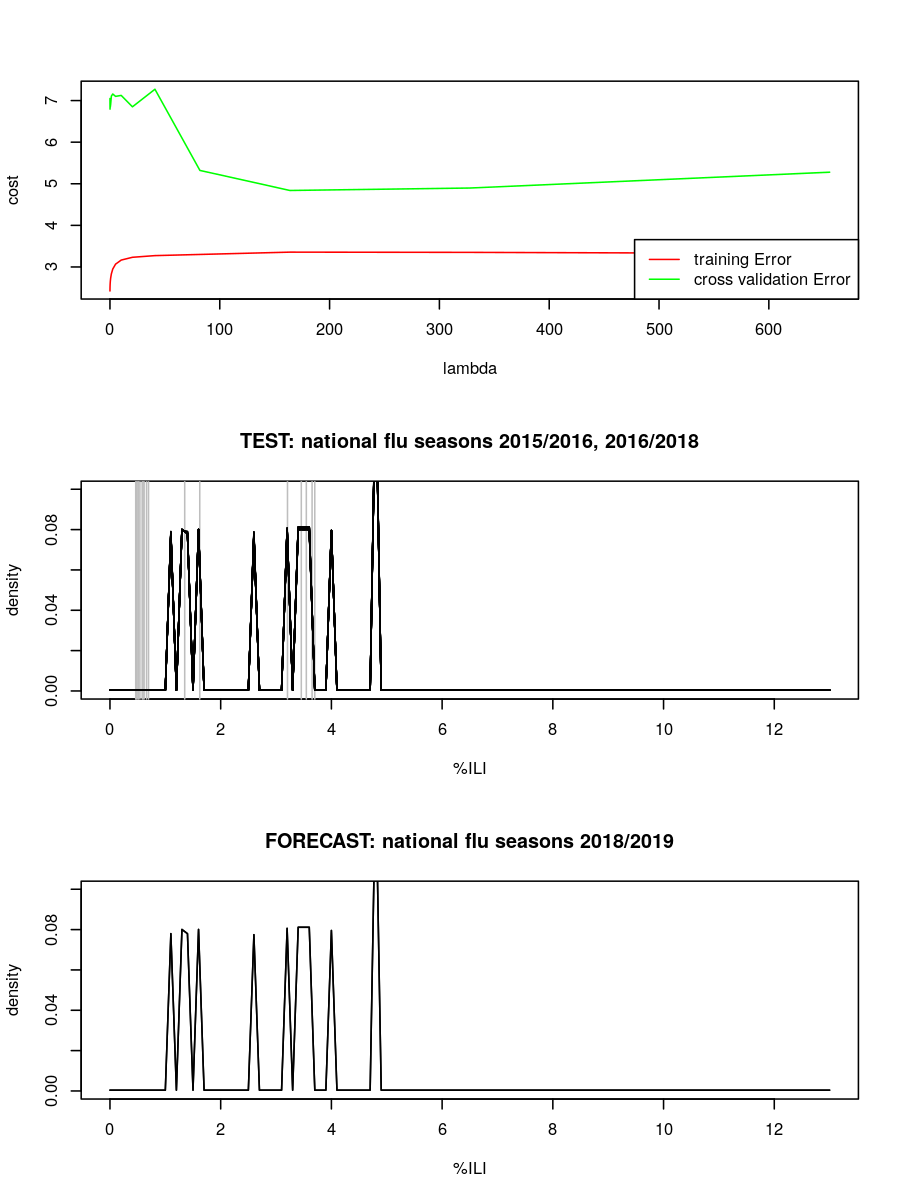 7
6
5
4
3
cost
training Error
cross validation Error
0 100 200 300 400 500 600
lambda
TEST: national flu seasons 2015/2016, 2016/2018
0.08
0.04
0.00
density
0 2 4 6 8 10 12
%ILI
FORECAST: national flu seasons 2018/2019
0.08
0.04
0.00
density
0 2 4 6 8 10 12
%ILI